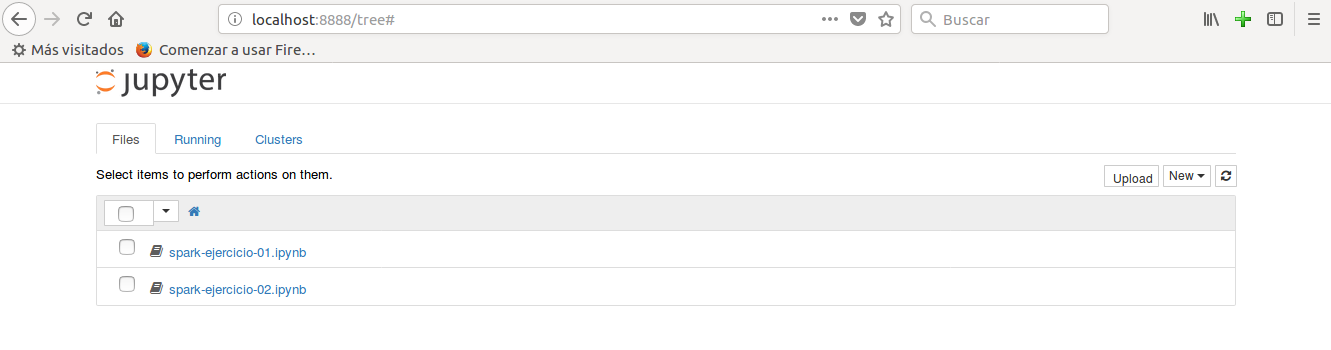 localhost:8888/tree#
Buscar
Más visitados Comenzar a usar Fire…
jupyter
Files Running Clusters
Select items to perform actions on them.
Upload New
spark-ejercicio-01.ipynb
spark-ejercicio-02.ipynb